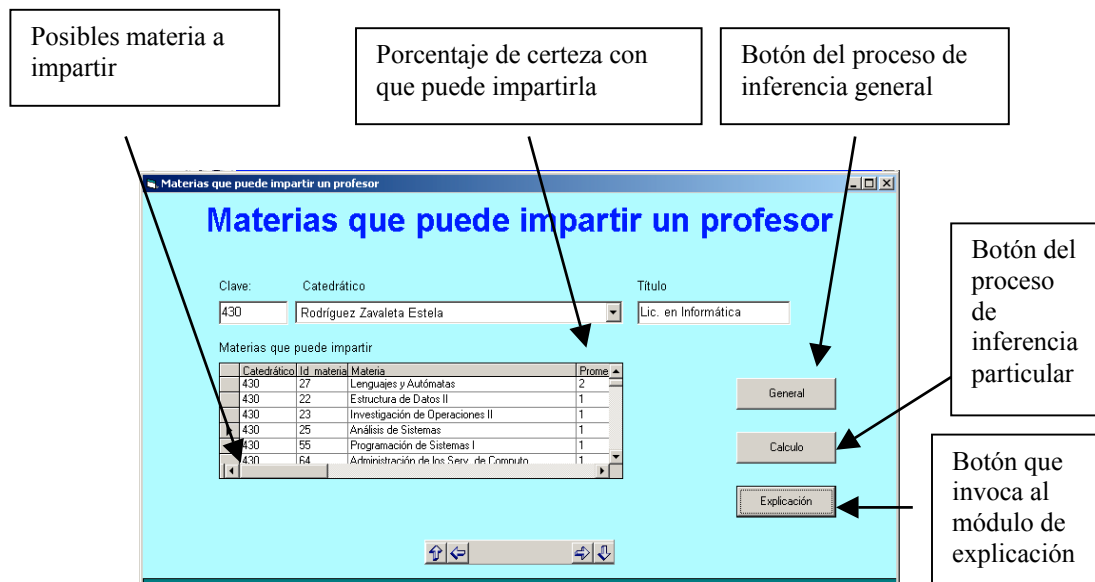 Posibles materia a
impartir
Porcentaje de certeza con
que puede impartirla
Botón del proceso de
inferencia general
Materias que puede impartir un profesor
Materias que puede impartir un profesor
Clave:
Catedrático
Título
430
Rodríguez Zavaleta Estela
Lic. en Informática
Materias que puede impartir
Catedrático Id_materia Materia Prome
430 27 Lenguajes y Autómatas 2
430 22 Estructura de Datos II 1
430 23 Investigación de Operaciones II 1
430 25 Análisis de Sistemas 1
430 55 Programación de Sistemas I 1
430 64 Administración de los Serv. de Computo 1
General
Calculo
Explicación
Botón del
proceso
de
inferencia
particular
Botón que
invoca al
módulo de
explicación